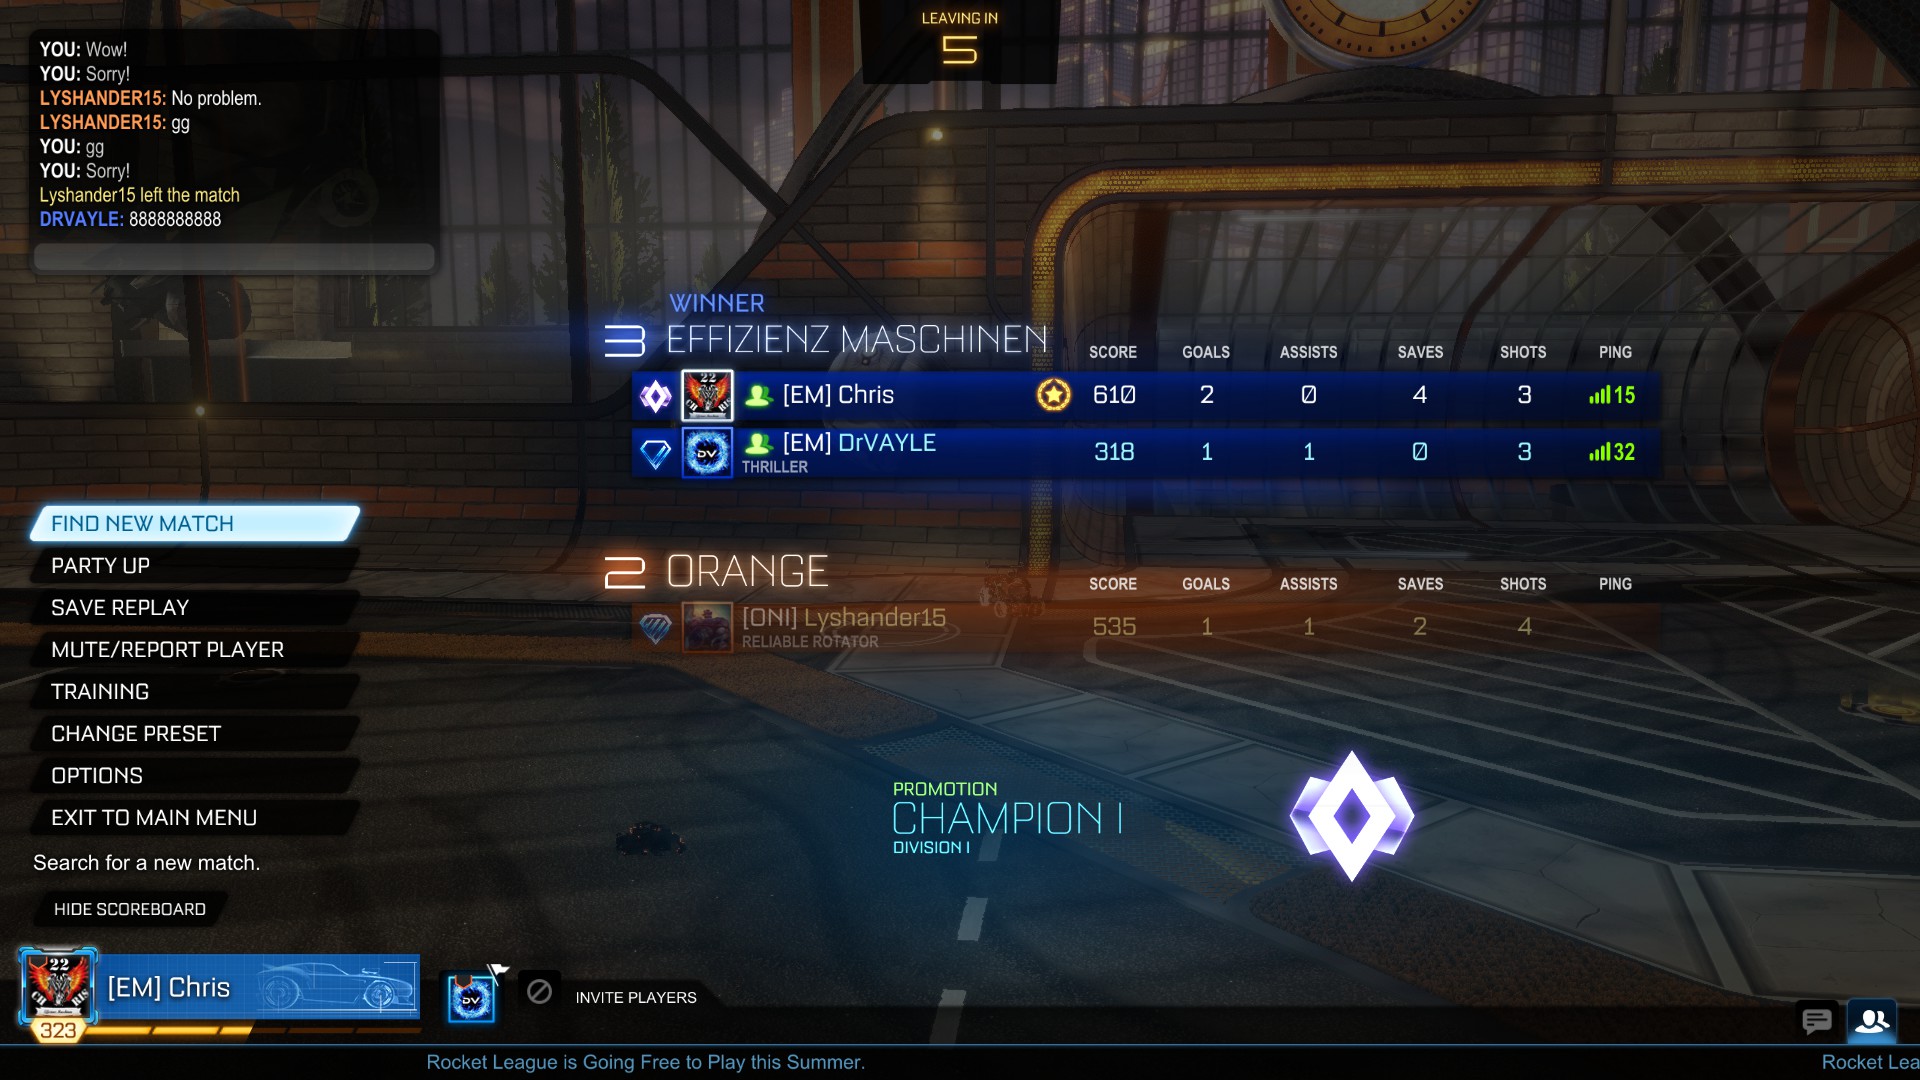 LEAVING IN
5
YOU: Wow!
YOU: Sorry!
LYSHANDER15: No problem.
LYSHANDER15: gg
YOU: gg
YOU: Sorry!
Lyshander15 left the match
DRVAYLE: 8888888888
WINNER
3 EFFIZIENZ MASCHINEN SCORE GOALS ASSISTS SAVES SHOTS PING
22 [EM] Chris 610 2 0 4 3 15
DV [EM] DrVAYLE 318 1 1 0 3 32
THRILLER
2 ORANGE SCORE GOALS ASSISTS SAVES SHOTS PING
[ONI] Lyshander15 535 1 1 2 4
RELIABLE ROTATOR
FIND NEW MATCH
PARTY UP
SAVE REPLAY
MUTE/REPORT PLAYER
TRAINING
CHANGE PRESET
OPTIONS
EXIT TO MAIN MENU
Search for a new match.
HIDE SCOREBOARD
PROMOTION
CHAMPION I
DIVISION I
22
CH RIS
[EM] Chris
323
DV
INVITE PLAYERS
Rocket League is Going Free to Play this Summer.
Rocket Lea